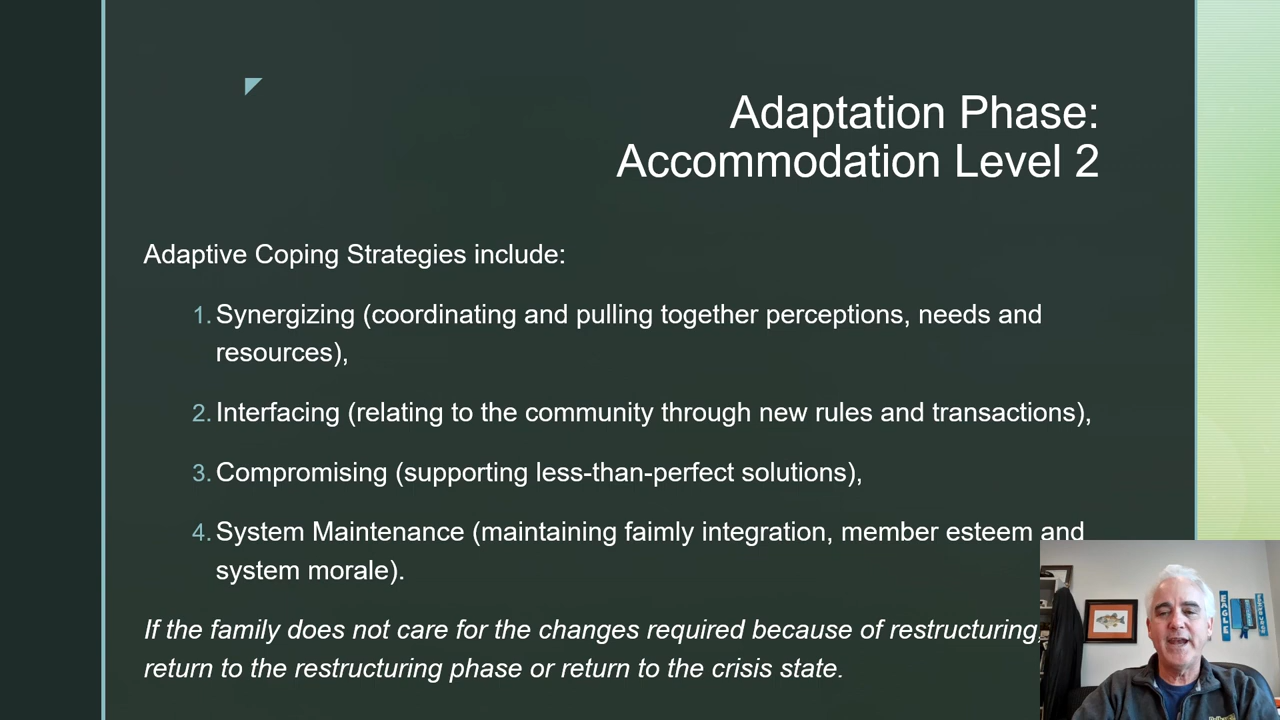 Adaptation Phase:
Accommodation Level 2
Adaptive Coping Strategies include:
1. Synergizing (coordinating and pulling together perceptions, needs and
resources),
2. Interfacing (relating to the community through new rules and transactions),
3. Compromising (supporting less-than-perfect solutions),
4. System Maintenance (maintaining faimly integration, member esteem and
system morale).
If the family does not care for the changes required because of restructuring,
return to the restructuring phase or return to the crisis state.
EAGLE